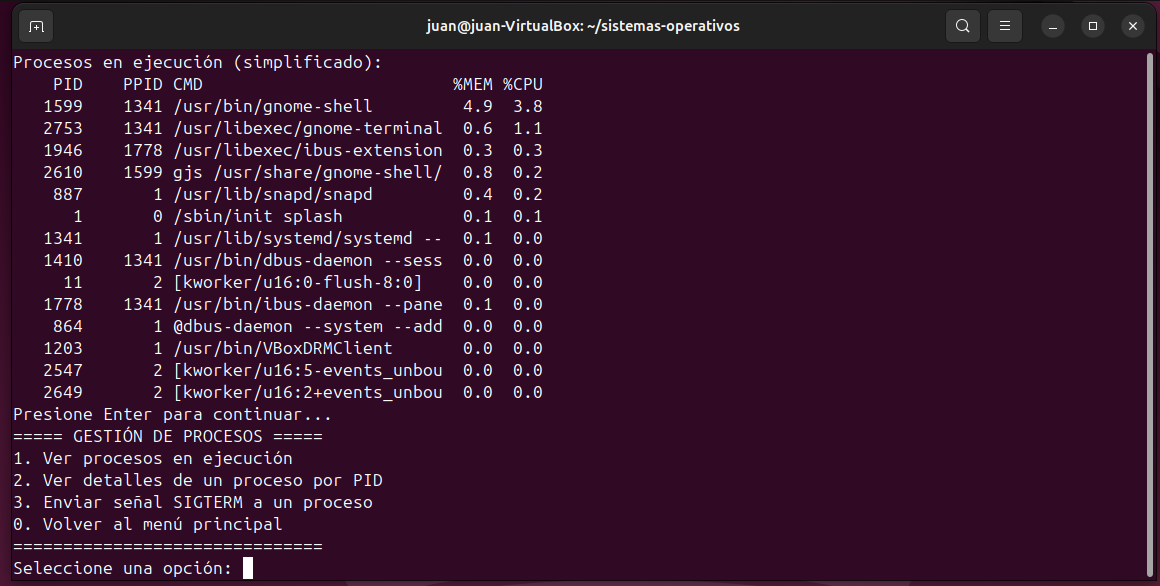 juan@juan-VirtualBox: ~/sistemas-operativos
Procesos en ejecución (simplificado):
    PID    PPID CMD                         %MEM %CPU
   1599    1341 /usr/bin/gnome-shell         4.9  3.8
   2753    1341 /usr/libexec/gnome-terminal  0.6  1.1
   1946    1778 /usr/libexec/ibus-extension  0.3  0.3
   2610    1599 gjs /usr/share/gnome-shell/  0.8  0.2
    887       1 /usr/lib/snapd/snapd         0.4  0.2
      1       0 /sbin/init splash            0.1  0.1
   1341       1 /usr/lib/systemd/systemd --  0.1  0.0
   1410    1341 /usr/bin/dbus-daemon --sess  0.0  0.0
     11       2 [kworker/u16:0-flush-8:0]    0.0  0.0
   1778    1341 /usr/bin/ibus-daemon --pane  0.1  0.0
    864       1 @dbus-daemon --system --add  0.0  0.0
   1203       1 /usr/bin/VBoxDRMClient       0.0  0.0
   2547       2 [kworker/u16:5-events_unbou  0.0  0.0
   2649       2 [kworker/u16:2+events_unbou  0.0  0.0
Presione Enter para continuar...
===== GESTIÓN DE PROCESOS =====
1. Ver procesos en ejecución
2. Ver detalles de un proceso por PID
3. Enviar señal SIGTERM a un proceso
0. Volver al menú principal
===============================
Seleccione una opción: